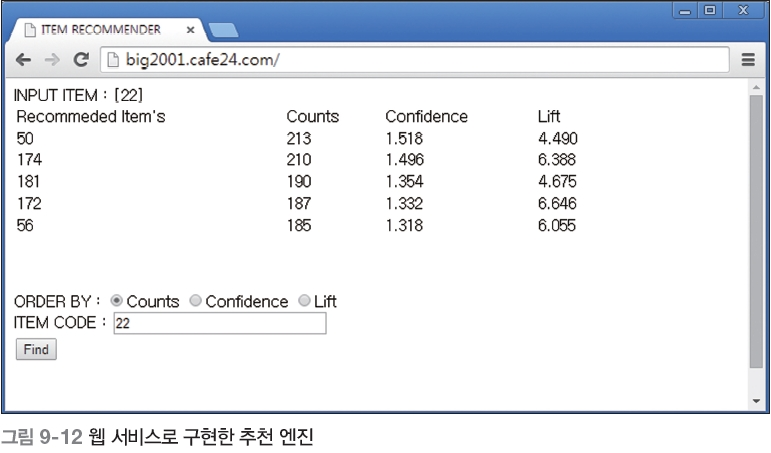 ITEM RECOMMENDER
big2001.cafe24.com/
INPUT ITEM : [22]
Recommeded Item's Counts Confidence Lift
50 213 1.518 4.490
174 210 1.496 6.388
181 190 1.354 4.675
172 187 1.332 6.646
56 185 1.318 6.055
ORDER BY : Counts Confidence Lift
ITEM CODE : 22
Find
그림 9-12 웹 서비스로 구현한 추천 엔진